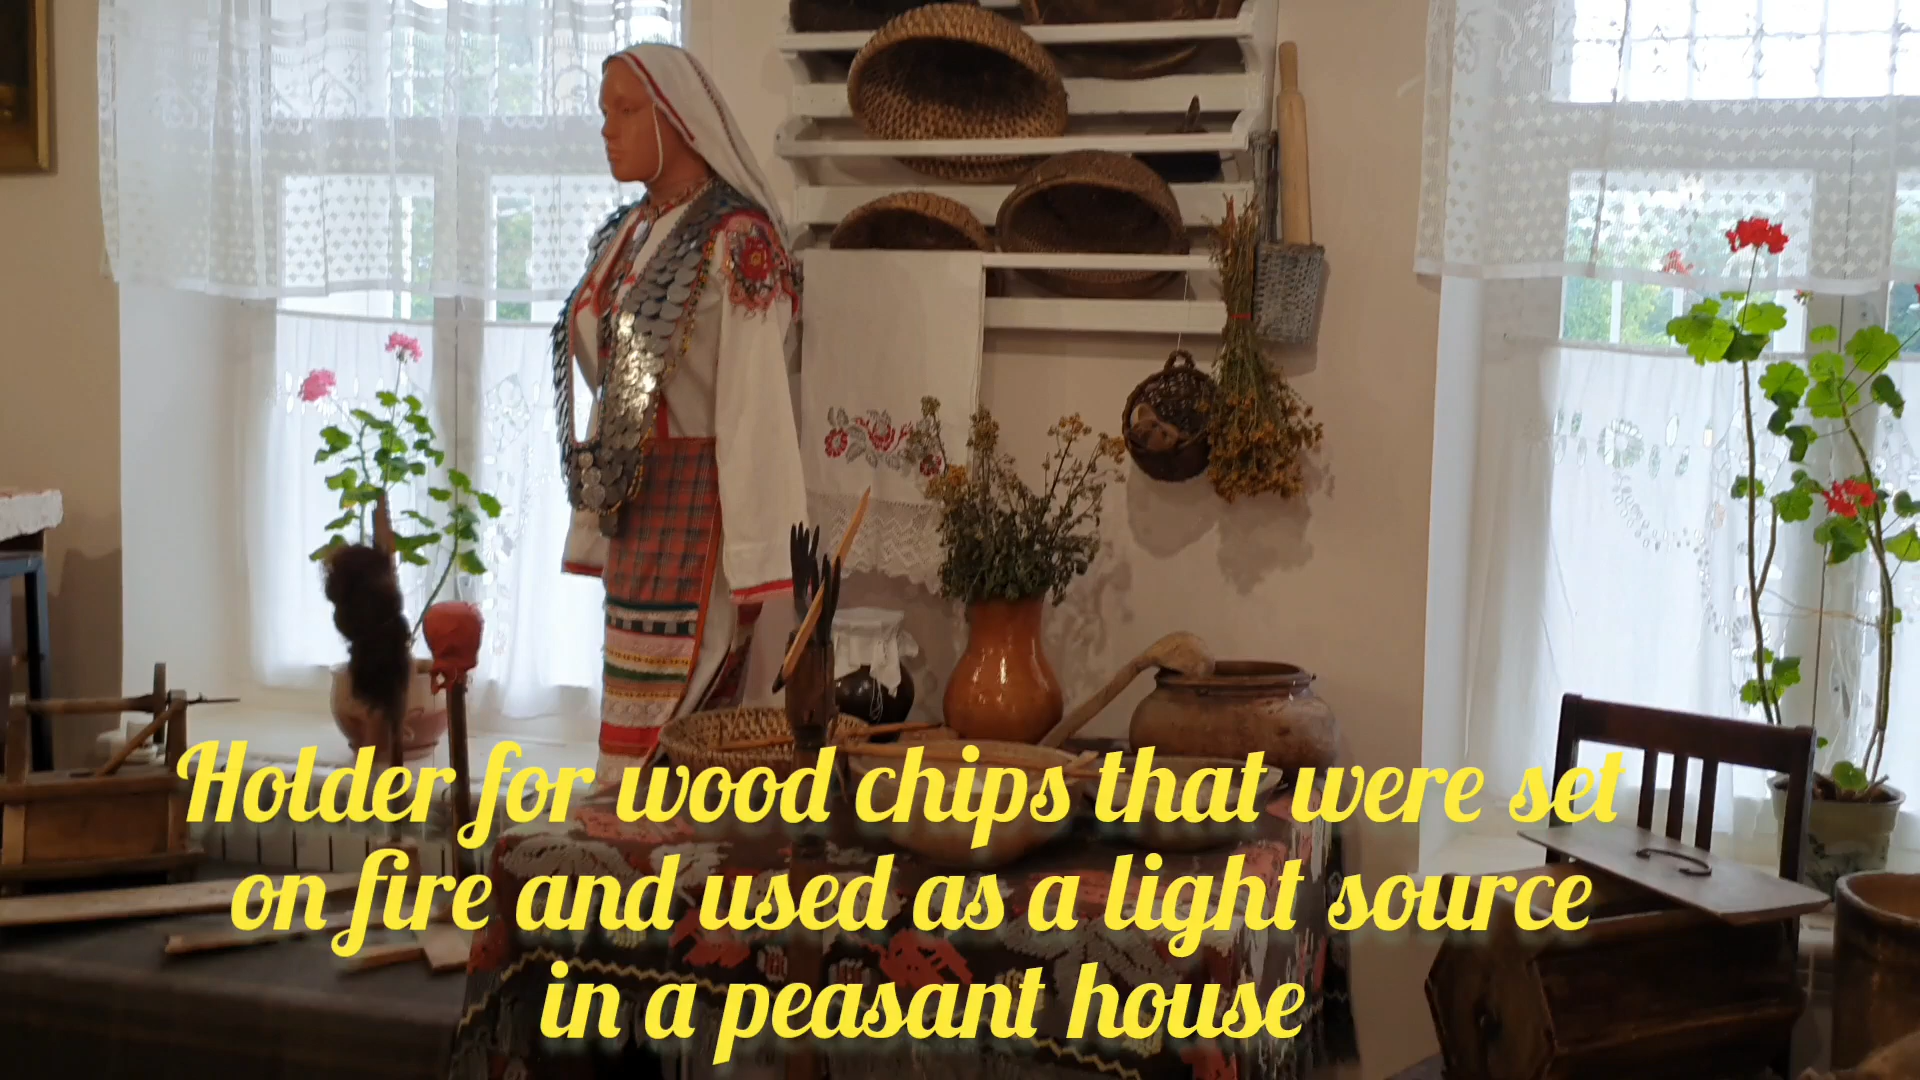 Holder for wood chips that were set
on fire and used as a light source
in a peasant house